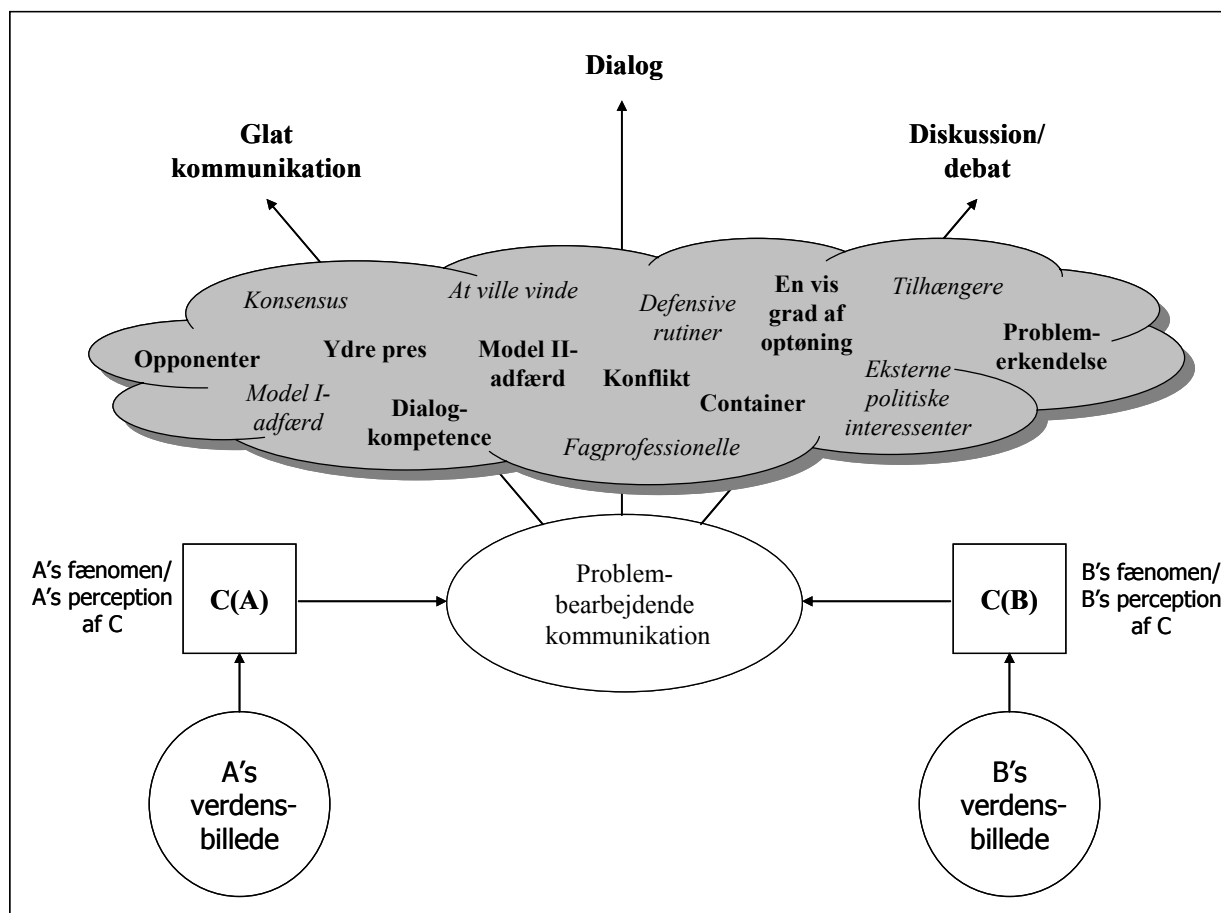 Dialog
Glat
kommunikation
Diskussion/
debat
Konsensus
At ville vinde
Defensive
rutiner
En vis
grad af
optøning
Tilhængere
Opponenter
Ydre pres
Model II-
adfærd
Konflikt
Problem-
erkendelse
Model I-
adfærd
Dialog-
kompetence
Container
Eksterne
politiske
interessenter
Fagprofessionelle
A's fænomen/
A's perception
af C
C(A)
Problem-
bearbejdende
kommunikation
C(B)
B's fænomen/
B's perception
af C
A's
verdens-
billede
B's
verdens-
billede